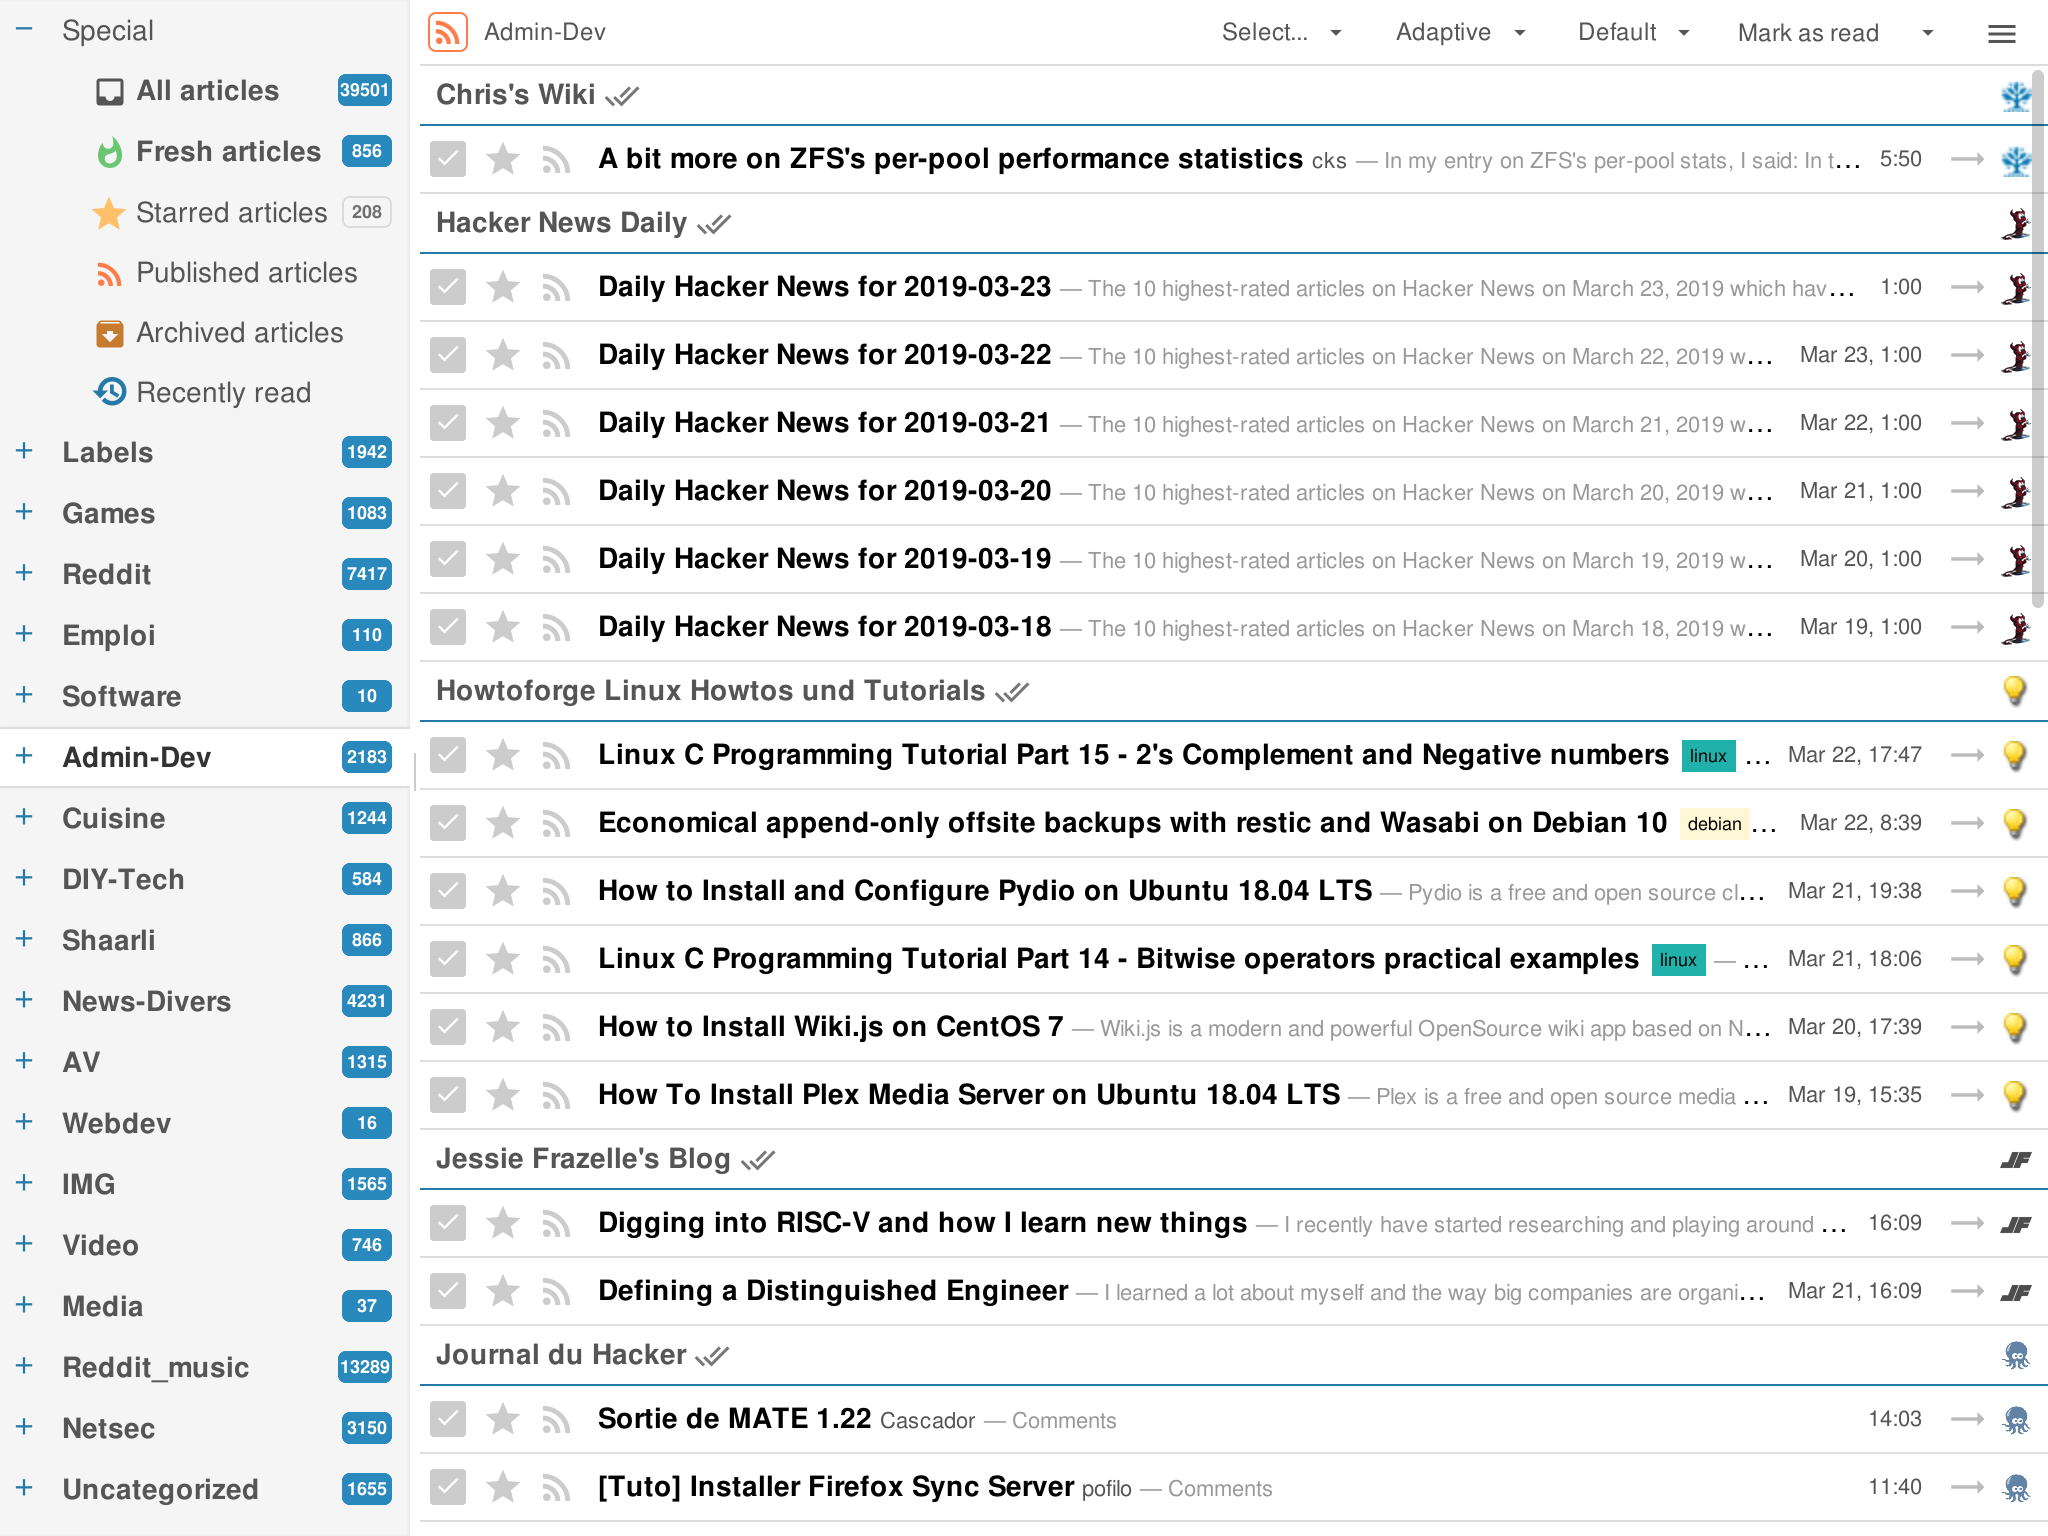 Special
All articles 39501
Fresh articles 856
Starred articles 208
Published articles
Archived articles
Recently read
Labels 1942
Games 1083
Reddit 7417
Emploi 110
Software 10
Admin-Dev 2183
Cuisine 1244
DIY-Tech 584
Shaarli 866
News-Divers 4231
AV 1315
Webdev 16
IMG 1565
Video 746
Media 37
Reddit_music 13289
Netsec 3150
Uncategorized 1655
Admin-Dev Select... Adaptive Default Mark as read
Chris's Wiki
A bit more on ZFS's per-pool performance statistics cks — In my entry on ZFS's per-pool stats, I said: In t... 5:50
Hacker News Daily
Daily Hacker News for 2019-03-23 — The 10 highest-rated articles on Hacker News on March 23, 2019 which hav... 1:00
Daily Hacker News for 2019-03-22 — The 10 highest-rated articles on Hacker News on March 22, 2019 w... Mar 23, 1:00
Daily Hacker News for 2019-03-21 — The 10 highest-rated articles on Hacker News on March 21, 2019 w... Mar 22, 1:00
Daily Hacker News for 2019-03-20 — The 10 highest-rated articles on Hacker News on March 20, 2019 w... Mar 21, 1:00
Daily Hacker News for 2019-03-19 — The 10 highest-rated articles on Hacker News on March 19, 2019 w... Mar 20, 1:00
Daily Hacker News for 2019-03-18 — The 10 highest-rated articles on Hacker News on March 18, 2019 w... Mar 19, 1:00
Howtoforge Linux Howtos und Tutorials
Linux C Programming Tutorial Part 15 - 2's Complement and Negative numbers linux ... Mar 22, 17:47
Economical append-only offsite backups with restic and Wasabi on Debian 10 debian ... Mar 22, 8:39
How to Install and Configure Pydio on Ubuntu 18.04 LTS — Pydio is a free and open source cl... Mar 21, 19:38
Linux C Programming Tutorial Part 14 - Bitwise operators practical examples linux — ... Mar 21, 18:06
How to Install Wiki.js on CentOS 7 — Wiki.js is a modern and powerful OpenSource wiki app based on N... Mar 20, 17:39
How To Install Plex Media Server on Ubuntu 18.04 LTS — Plex is a free and open source media ... Mar 19, 15:35
Jessie Frazelle's Blog JF
Digging into RISC-V and how I learn new things — I recently have started researching and playing around ... 16:09 JF
Defining a Distinguished Engineer — I learned a lot about myself and the way big companies are organi... Mar 21, 16:09 JF
Journal du Hacker
Sortie de MATE 1.22 Cascador — Comments 14:03
[Tuto] Installer Firefox Sync Server pofilo — Comments 11:40